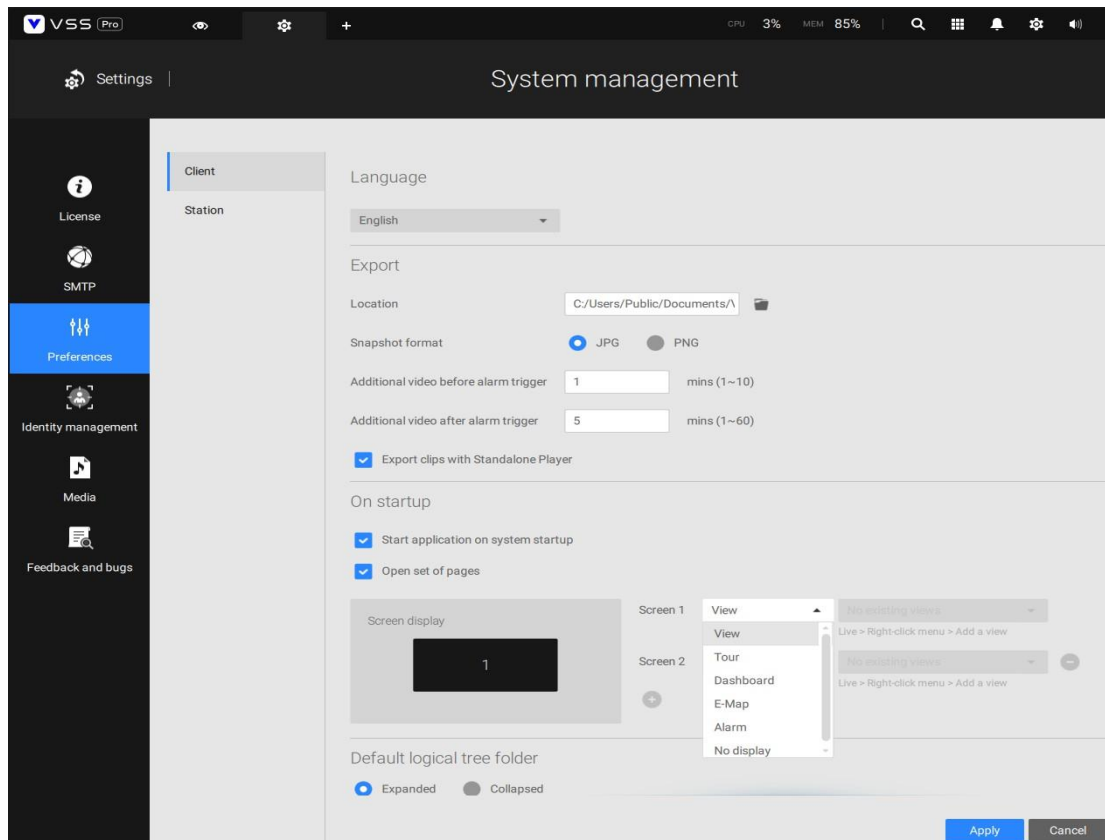 VSS Pro
CPU 3% MEM 85%
Settings
System management
License
SMTP
Preferences
Identity management
Media
Feedback and bugs
Client
Station
Language
English
Export
Location C:/Users/Public/Documents/\
Snapshot format JPG PNG
Additional video before alarm trigger 1 mins (1~10)
Additional video after alarm trigger 5 mins (1~60)
Export clips with Standalone Player
On startup
Start application on system startup
Open set of pages
Screen display
1
Screen 1 View No existing views
Live > Right-click menu > Add a view
Screen 2 No existing views
Live > Right-click menu > Add a view
View
Tour
Dashboard
E-Map
Alarm
No display
Default logical tree folder
Expanded Collapsed
Apply Cancel